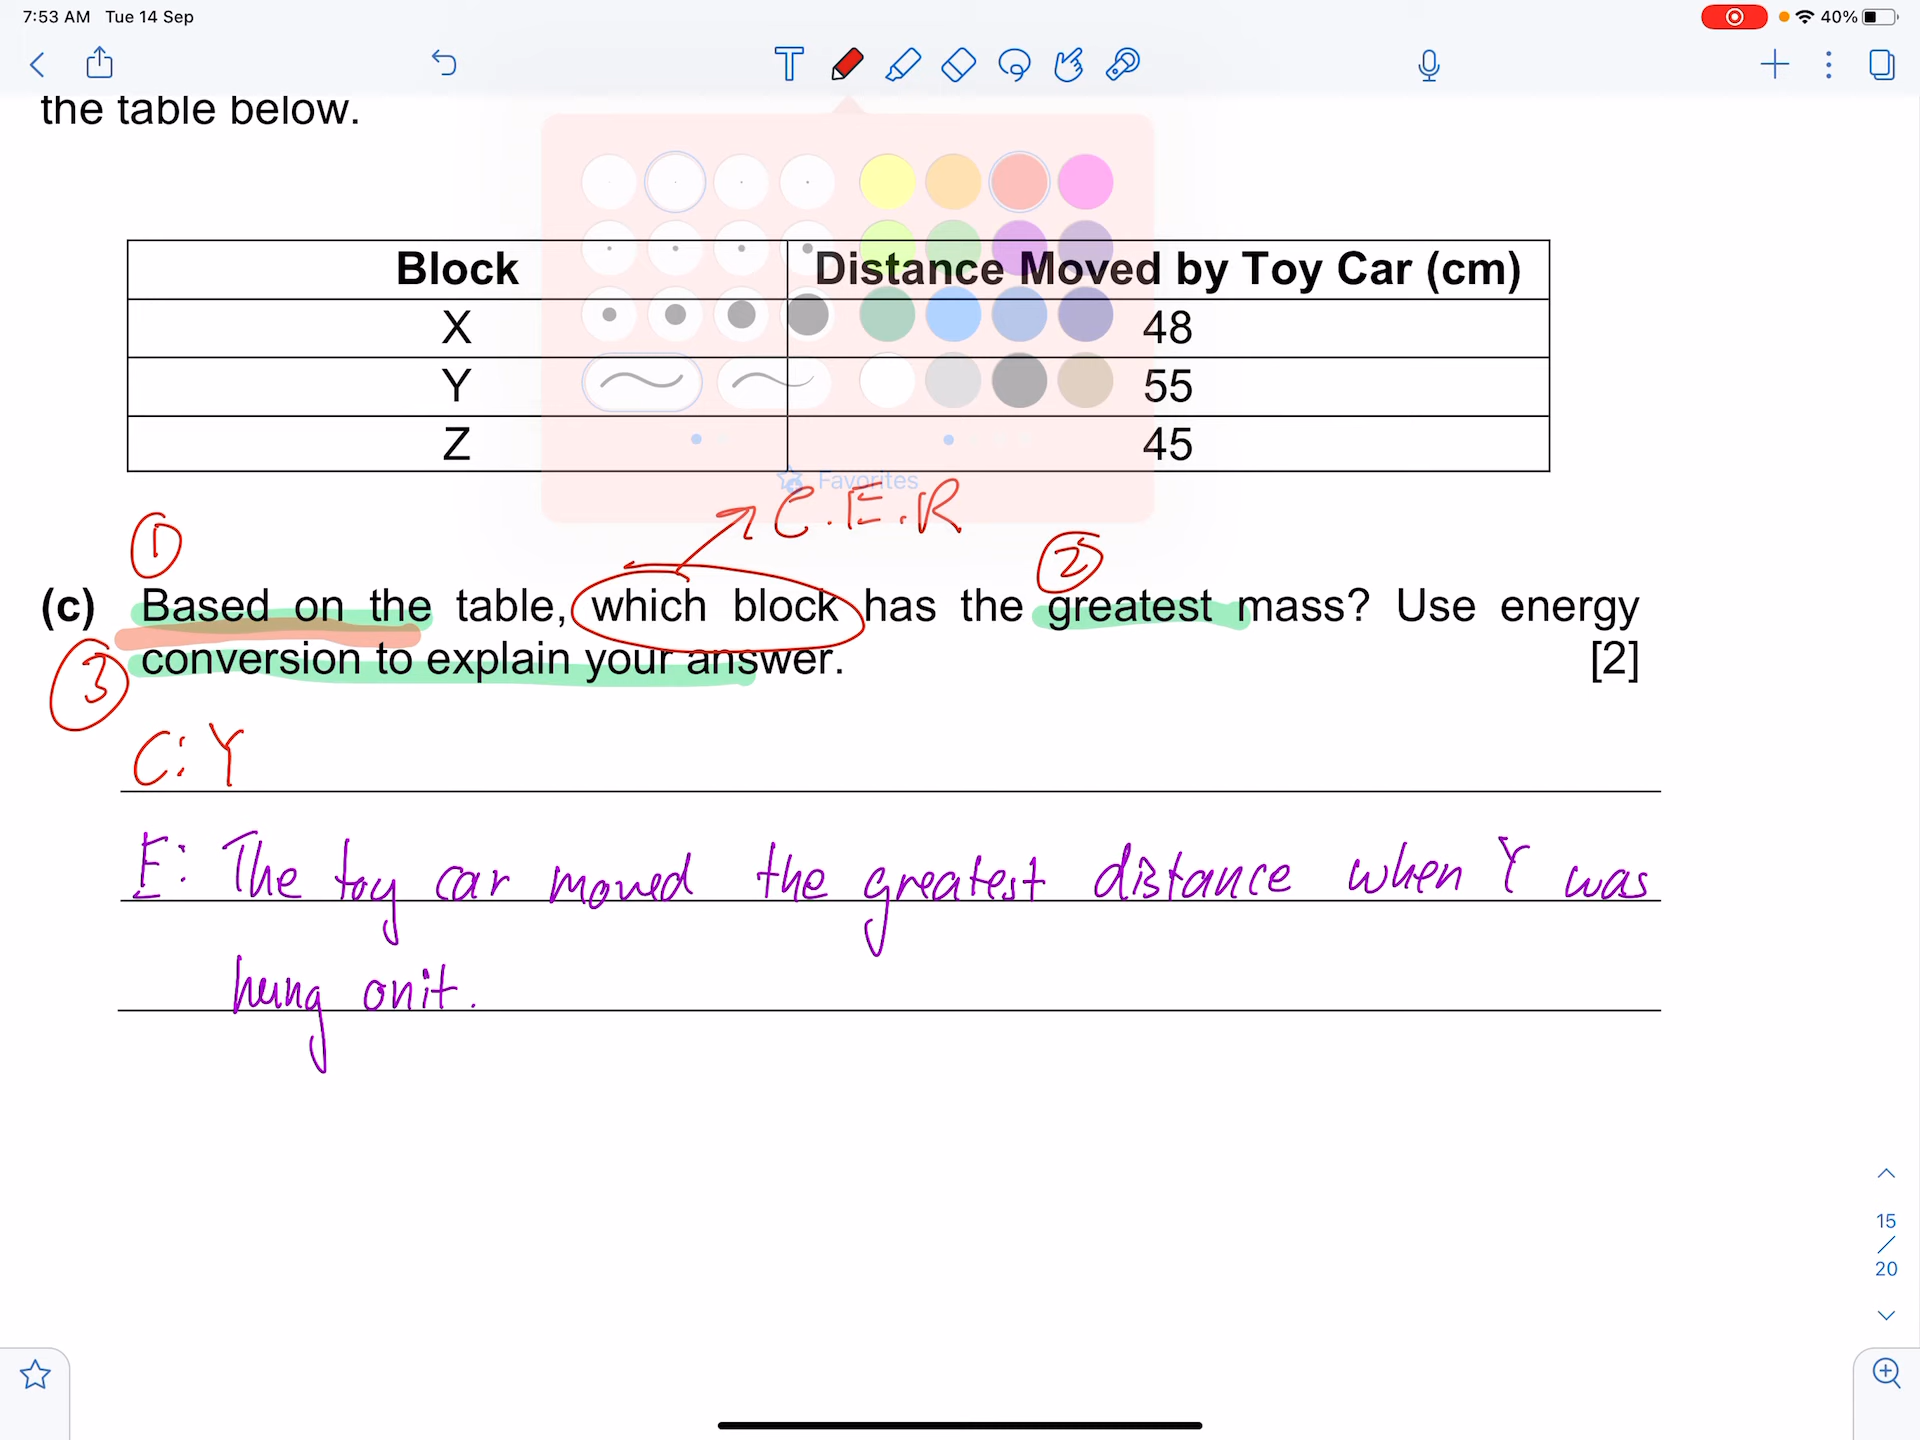 7:53 AM Tue 14 Sep
40%
T
the table below.
Block Distance Moved by Toy Car (cm)
X 48
Y 55
Z 45
Favorites
C.E.R
1
2
(c) Based on the table, which block has the greatest mass? Use energy
3
conversion to explain your answer. [2]
C: Y
E: The toy car moved the greatest distance when Y was
hung on it.
15
/
20